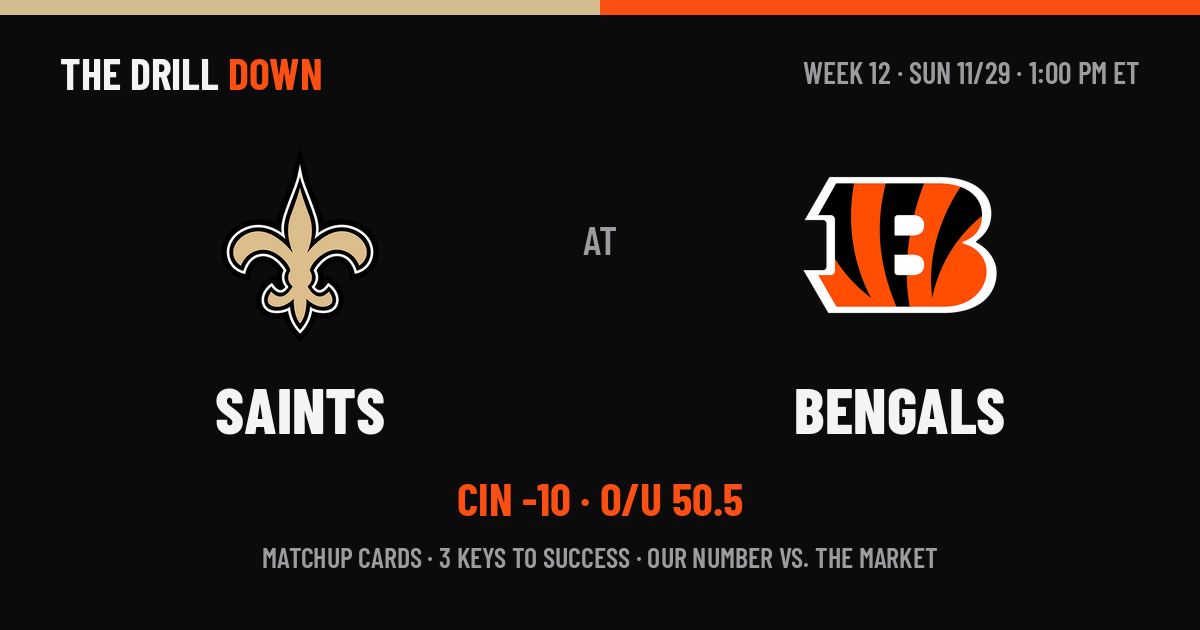 THE DRILL DOWN
WEEK 12 · SUN 11/29 · 1:00 PM ET
AT
B
SAINTS
BENGALS
CIN -10 · O/U 50.5
MATCHUP CARDS · 3 KEYS TO SUCCESS · OUR NUMBER VS. THE MARKET